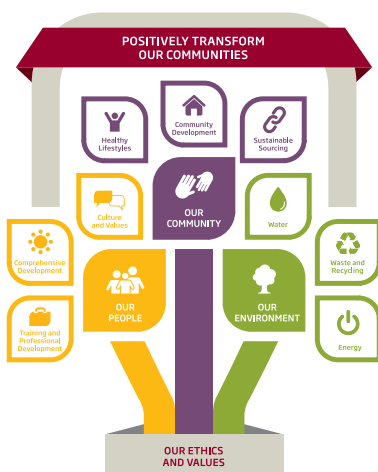 POSITIVELY TRANSFORM
OUR COMMUNITIES
Community
Development
Healthy
Lifestyles
Sustainable
Sourcing
OUR
COMMUNITY
Culture
and Values
Water
Comprehensive
Development
Waste and
Recycling
OUR
PEOPLE
OUR
ENVIRONMENT
Training and
Professional
Development
Energy
OUR ETHICS
AND VALUES